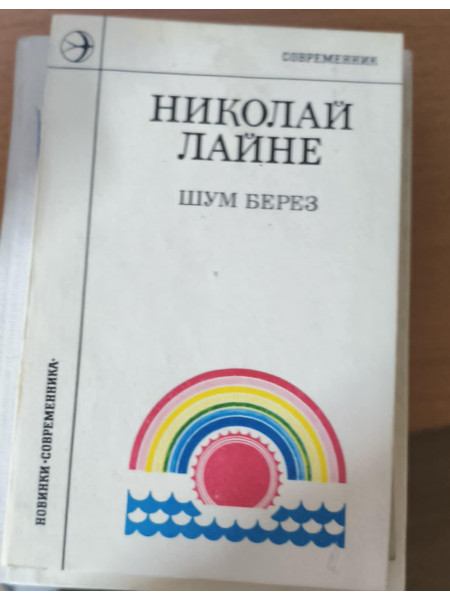 СОВРЕМЕННИК
НИКОЛАЙ
ЛАЙНЕ
ШУМ БЕРЕЗ
НОВИНКИ «СОВРЕМЕННИКА»